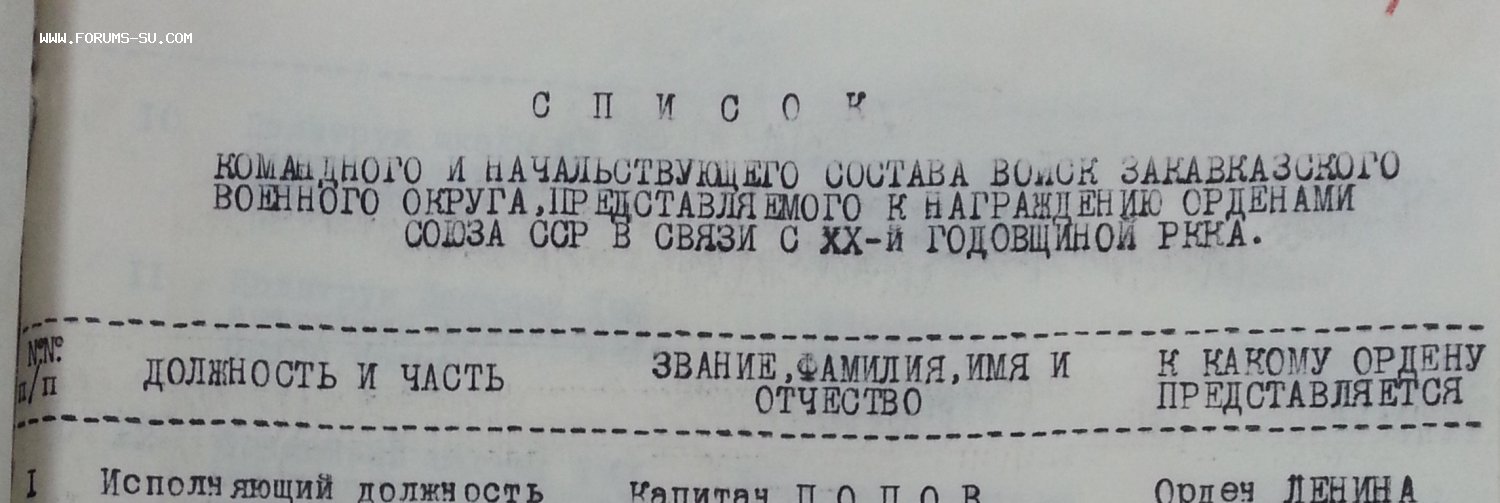 WWW.FORUMS-SU.COM
С П И С О К
КОМАНДНОГО И НАЧАЛЬСТВУЮЩЕГО СОСТАВА ВОЙСК ЗАКАВКАЗСКОГО
ВОЕННОГО ОКРУГА,ПРЕДСТАВЛЯЕМОГО К НАГРАЖДЕНИЮ ОРДЕНАМИ
СОЮЗА ССР В СВЯЗИ С XX-й ГОДОВЩИНОЙ РККА.
№№ п/п
ДОЛЖНОСТЬ И ЧАСТЬ
ЗВАНИЕ,ФАМИЛИЯ,ИМЯ И
ОТЧЕСТВО
К КАКОМУ ОРДЕНУ
ПРЕДСТАВЛЯЕТСЯ
I Исполняющий должность Капитан П О П О В Орден ЛЕНИНА